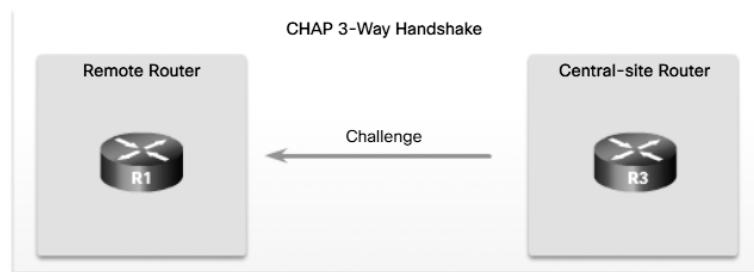 CHAP 3-Way Handshake
Remote Router
Central-site Router
Challenge
R1
R3